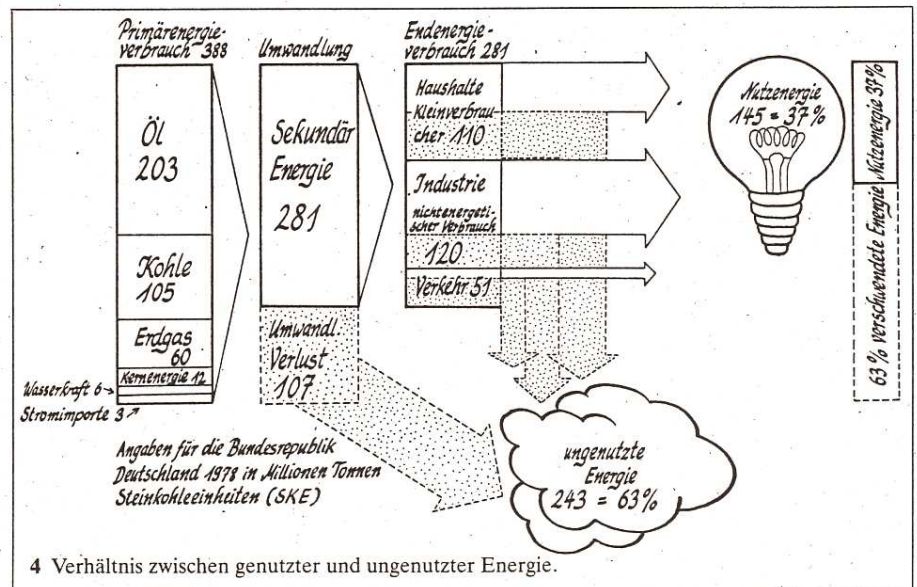 Primärenergie-
verbrauch 388
Öl
203
Kohle
105
Erdgas
60
Kernenergie 12
Wasserkraft 6
Stromimporte 3
Umwandlung
Sekundär
Energie
281
Umwandl.
Verlust
107
Endenergie-
verbrauch 281
Haushalte
Kleinverbrau-
cher 110
Industrie
nichtenergeti-
scher Verbrauch
120
Verkehr 51
Nutzenergie
145 = 37%
Nutzenergie 37%
63% verschwendete Energie
ungenutzte
Energie
243 = 63%
Angaben für die Bundesrepublik
Deutschland 1978 in Millionen Tonnen
Steinkohleeinheiten (SKE)
4 Verhältnis zwischen genutzter und ungenutzter Energie.